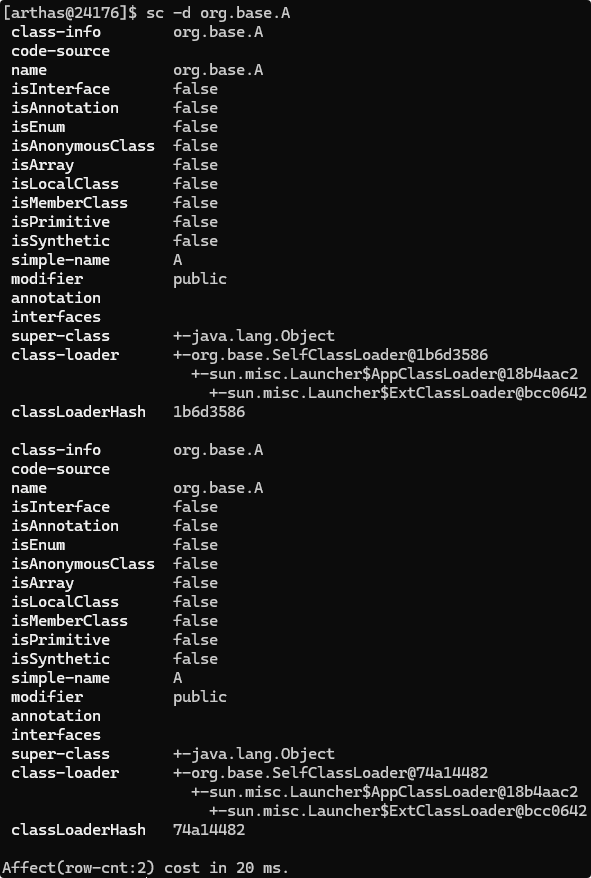 [arthas@24176]$ sc -d org.base.A
class-info org.base.A
code-source
name org.base.A
isInterface false
isAnnotation false
isEnum false
isAnonymousClass false
isArray false
isLocalClass false
isMemberClass false
isPrimitive false
isSynthetic false
simple-name A
modifier public
annotation
interfaces
super-class +-java.lang.Object
class-loader +-org.base.SelfClassLoader@1b6d3586
+-sun.misc.Launcher$AppClassLoader@18b4aac2
+-sun.misc.Launcher$ExtClassLoader@bcc0642
classLoaderHash 1b6d3586

class-info org.base.A
code-source
name org.base.A
isInterface false
isAnnotation false
isEnum false
isAnonymousClass false
isArray false
isLocalClass false
isMemberClass false
isPrimitive false
isSynthetic false
simple-name A
modifier public
annotation
interfaces
super-class +-java.lang.Object
class-loader +-org.base.SelfClassLoader@74a14482
+-sun.misc.Launcher$AppClassLoader@18b4aac2
+-sun.misc.Launcher$ExtClassLoader@bcc0642
classLoaderHash 74a14482

Affect(row-cnt:2) cost in 20 ms.